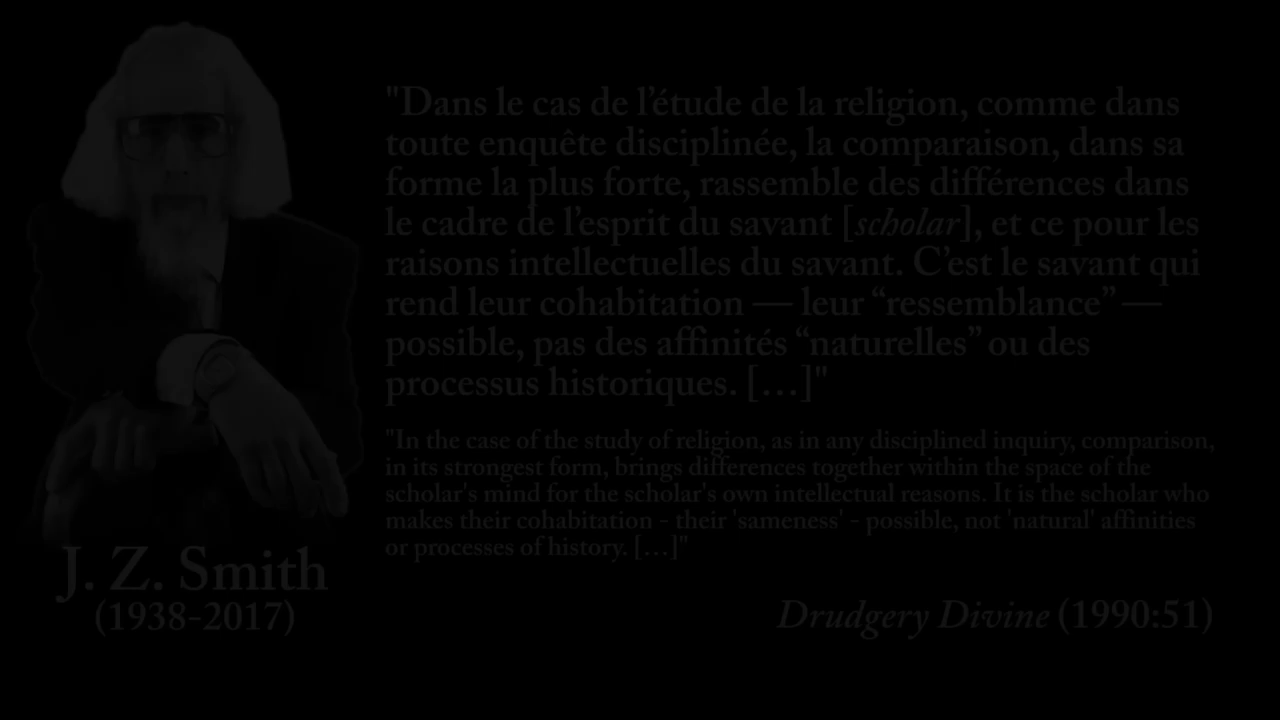 "Dans le cas de l’étude de la religion, comme dans
toute enquête disciplinée, la comparaison, dans sa
forme la plus forte, rassemble des différences dans
le cadre de l’esprit du savant [scholar], et ce pour les
raisons intellectuelles du savant. C’est le savant qui
rend leur cohabitation — leur “ressemblance” —
possible, pas des affinités “naturelles” ou des
processus historiques. […]"
"In the case of the study of religion, as in any disciplined inquiry, comparison,
in its strongest form, brings differences together within the space of the
scholar's mind for the scholar's own intellectual reasons. It is the scholar who
makes their cohabitation - their 'sameness' - possible, not 'natural' affinities
or processes of history. […]"
J. Z. Smith
(1938-2017)
Drudgery Divine (1990:51)